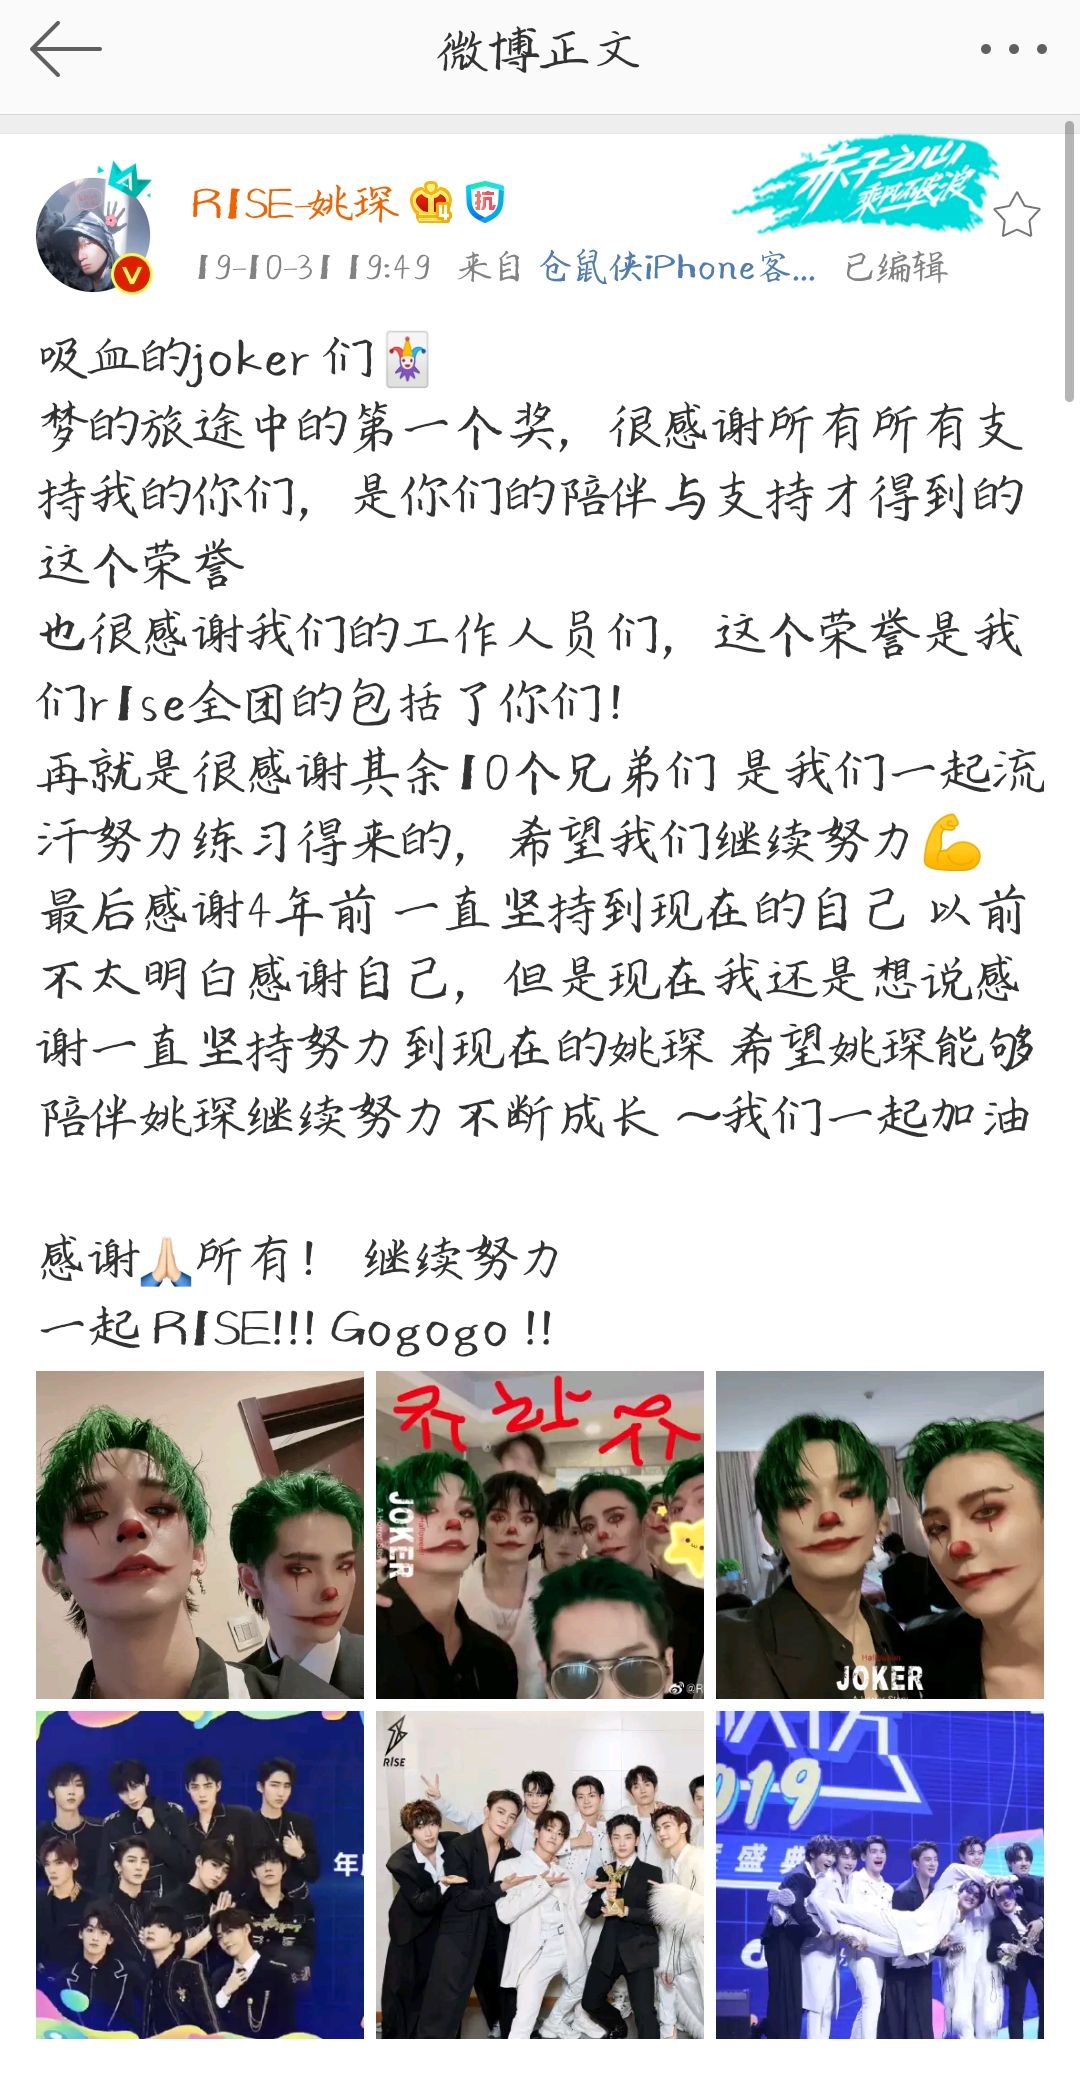 微博正文
赤子之心
乘风破浪
R1SE-姚琛
4
抗
19-10-31 19:49 来自 仓鼠侠iPhone客... 已编辑
吸血的joker 们🃏
梦的旅途中的第一个奖，很感谢所有所有支
持我的你们，是你们的陪伴与支持才得到的
这个荣誉
也很感谢我们的工作人员们，这个荣誉是我
们r1se全团的包括了你们！
再就是很感谢其余10个兄弟们 是我们一起流
汗努力练习得来的，希望我们继续努力💪
最后感谢4年前 一直坚持到现在的自己 以前
不太明白感谢自己，但是现在我还是想说感
谢一直坚持努力到现在的姚琛 希望姚琛能够
陪伴姚琛继续努力不断成长 ～我们一起加油
感谢🙏🏻所有！ 继续努力
一起 R1SE!!! Gogogo !!
JOKER
@R
Halloween
JOKER
年
R1SE
019
盛典